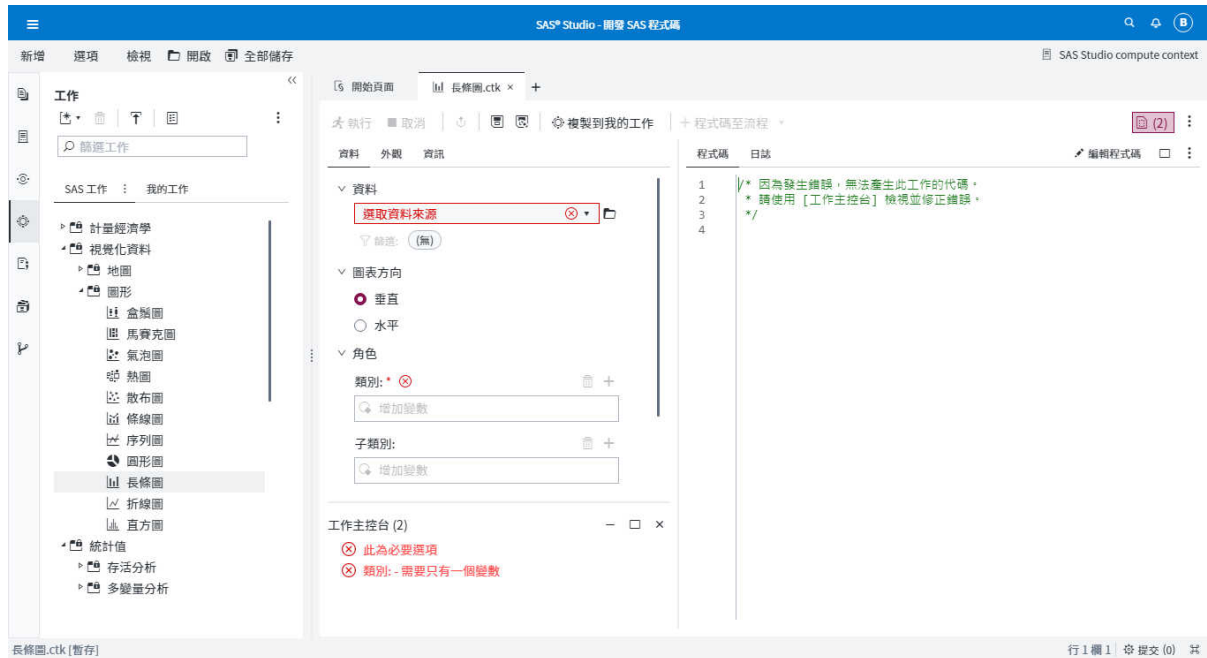 SAS® Studio - 開發 SAS 程式碼
B
新增 選項 檢視 開啟 全部儲存
SAS Studio compute context
工作
篩選工作
SAS 工作 我的工作
計量經濟學
視覺化資料
地圖
圖形
盒鬚圖
馬賽克圖
氣泡圖
熱圖
散布圖
條線圖
序列圖
圓形圖
長條圖
折線圖
直方圖
統計值
存活分析
多變量分析
開始頁面 長條圖.ctk × +
執行 取消 複製到我的工作 + 程式碼至流程 (2)
資料 外觀 資訊
資料
選取資料來源
篩選: (無)
圖表方向
垂直
水平
角色
類別: *
增加變數
子類別:
增加變數
工作主控台 (2)
此為必要選項
類別: - 需要只有一個變數
程式碼 日誌 編輯程式碼
1 /* 因為發生錯誤，無法產生此工作的代碼。
2 * 請使用 [工作主控台] 檢視並修正錯誤。
3 */
4
長條圖.ctk [暫存]
行 1 欄 1 提交 (0)